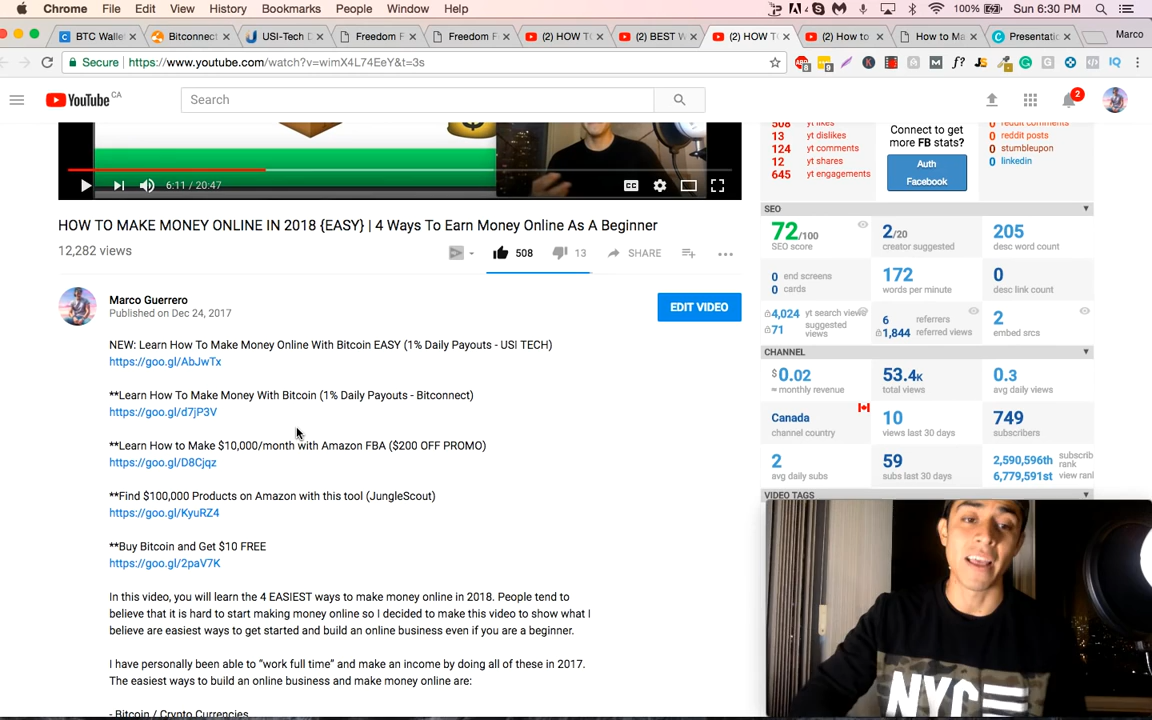 Chrome File Edit View History Bookmarks People Window Help
100% Sun 6:30 PM
BTC Walle
Bitconnect
USI-Tech D
Freedom F
Freedom F
(2) HOW T
(2) BEST W
(2) HOW T
(2) How to
How to Ma
Presentatio
Marco
Secure https://www.youtube.com/watch?v=wimX4L74EeY&t=3s
YouTube CA
Search
2
6:11 / 20:47
HOW TO MAKE MONEY ONLINE IN 2018 {EASY} | 4 Ways To Earn Money Online As A Beginner
12,282 views
508
13
SHARE
Marco Guerrero
Published on Dec 24, 2017
EDIT VIDEO
NEW: Learn How To Make Money Online With Bitcoin EASY (1% Daily Payouts - USI TECH)
https://goo.gl/AbJwTx
**Learn How To Make Money With Bitcoin (1% Daily Payouts - Bitconnect)
https://goo.gl/d7jP3V
**Learn How to Make $10,000/month with Amazon FBA ($200 OFF PROMO)
https://goo.gl/D8Cjqz
**Find $100,000 Products on Amazon with this tool (JungleScout)
https://goo.gl/KyuRZ4
**Buy Bitcoin and Get $10 FREE
https://goo.gl/2paV7K
In this video, you will learn the 4 EASIEST ways to make money online in 2018. People tend to
believe that it is hard to start making money online so I decided to make this video to show what I
believe are easiest ways to get started and build an online business even if you are a beginner.
I have personally been able to "work full time" and make an income by doing all of these in 2017.
The easiest ways to build an online business and make money online are:
- Bitcoin / Crypto Currencies
508 yt likes
13 yt dislikes
124 yt comments
12 yt shares
645 yt engagements
Connect to get
more FB stats?
Auth
Facebook
0 reddit comments
0 reddit posts
0 stumbleupon
0 linkedin
SEO
72/100
SEO score
2/20
creator suggested
205
desc word count
0 end screens
0 cards
172
words per minute
0
desc link count
4,024 yt search views
71 suggested
views
6 referrers
1,844 referred views
2
embed srcs
CHANNEL
$0.02
≈ monthly revenue
53.4K
total views
0.3
avg daily views
Canada
channel country
10
views last 30 days
749
subscribers
2
avg daily subs
59
subs last 30 days
2,590,596th subscrib
rank
6,779,591st view ran
VIDEO TAGS
NYC